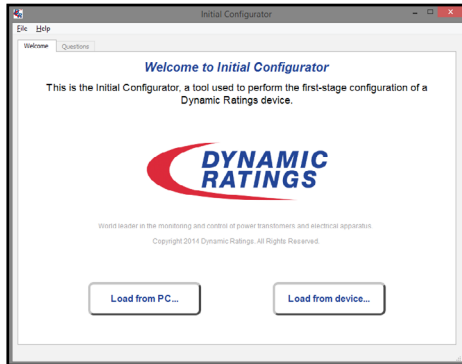 Initial Configurator
File Help
Welcome Questions
Welcome to Initial Configurator
This is the Initial Configurator, a tool used to perform the first-stage configuration of a
Dynamic Ratings device.
DYNAMIC
RATINGS
World leader in the monitoring and control of power transformers and electrical apparatus.
Copyright 2014 Dynamic Ratings. All Rights Reserved.
Load from PC... Load from device...